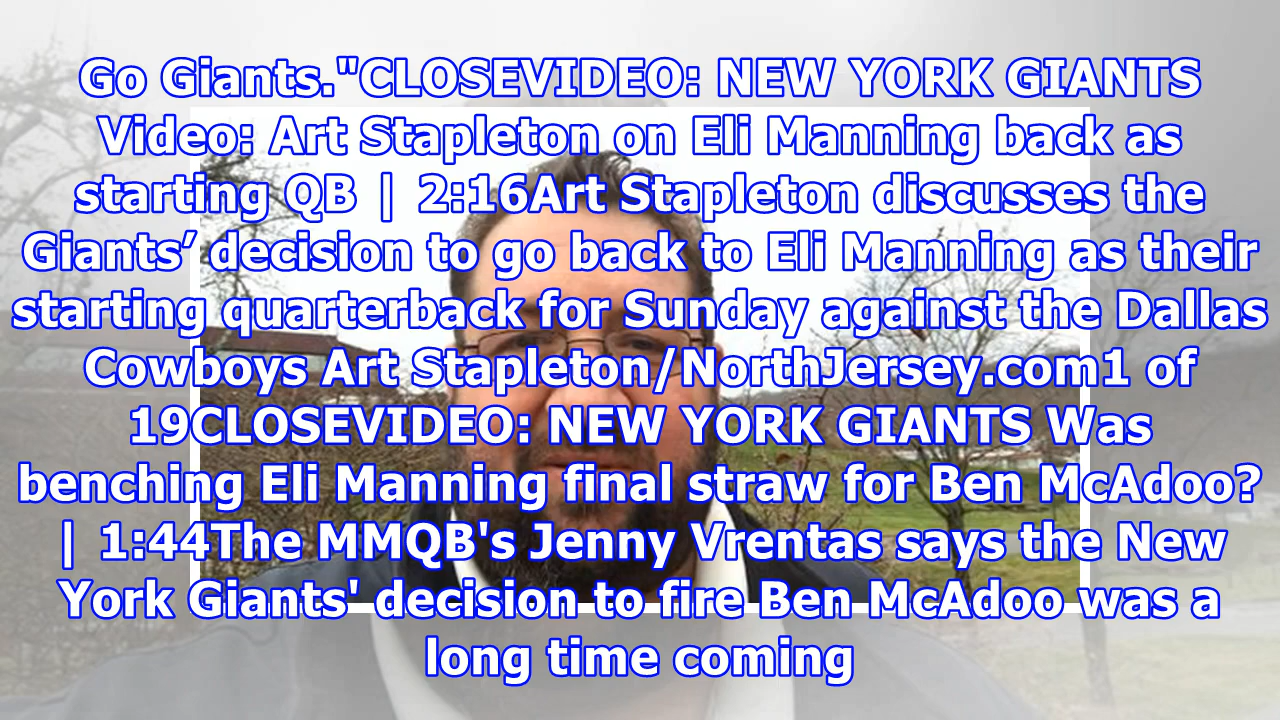 Go Giants."CLOSEVIDEO: NEW YORK GIANTS
Video: Art Stapleton on Eli Manning back as
starting QB | 2:16Art Stapleton discusses the
Giants’ decision to go back to Eli Manning as their
starting quarterback for Sunday against the Dallas
Cowboys Art Stapleton/NorthJersey.com1 of
19CLOSEVIDEO: NEW YORK GIANTS Was
benching Eli Manning final straw for Ben McAdoo?
| 1:44The MMQB's Jenny Vrentas says the New
York Giants' decision to fire Ben McAdoo was a
long time coming